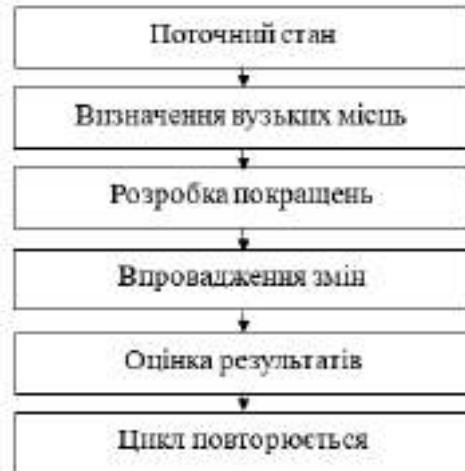 Поточний стан
Визначення вузьких місць
Розробка покращень
Впровадження змін
Оцінка результатів
Цикл повторюється